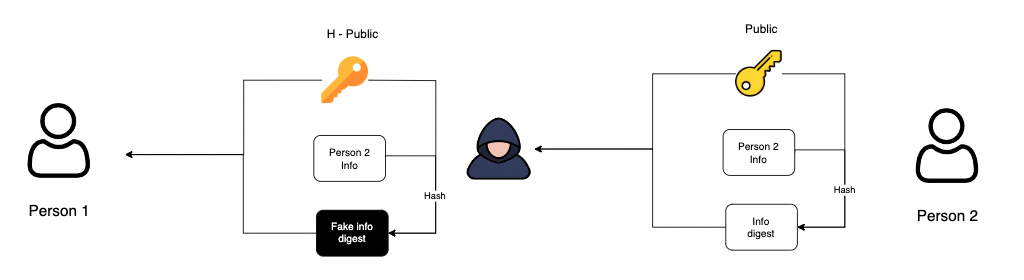 H - Public
Public
Person 2
Info
Person 2
Info
Hash
Hash
Person 1
Person 2
Fake info
digest
Info
digest